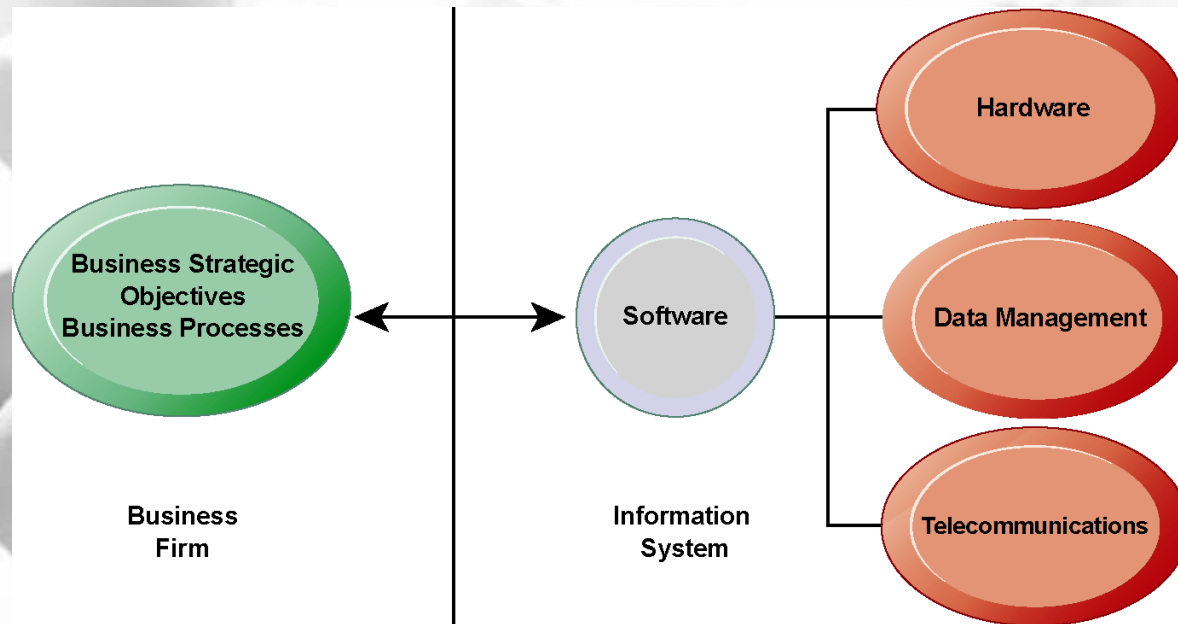 Business Strategic
Objectives
Business Processes
Business
Firm
Software
Information
System
Hardware
Data Management
Telecommunications